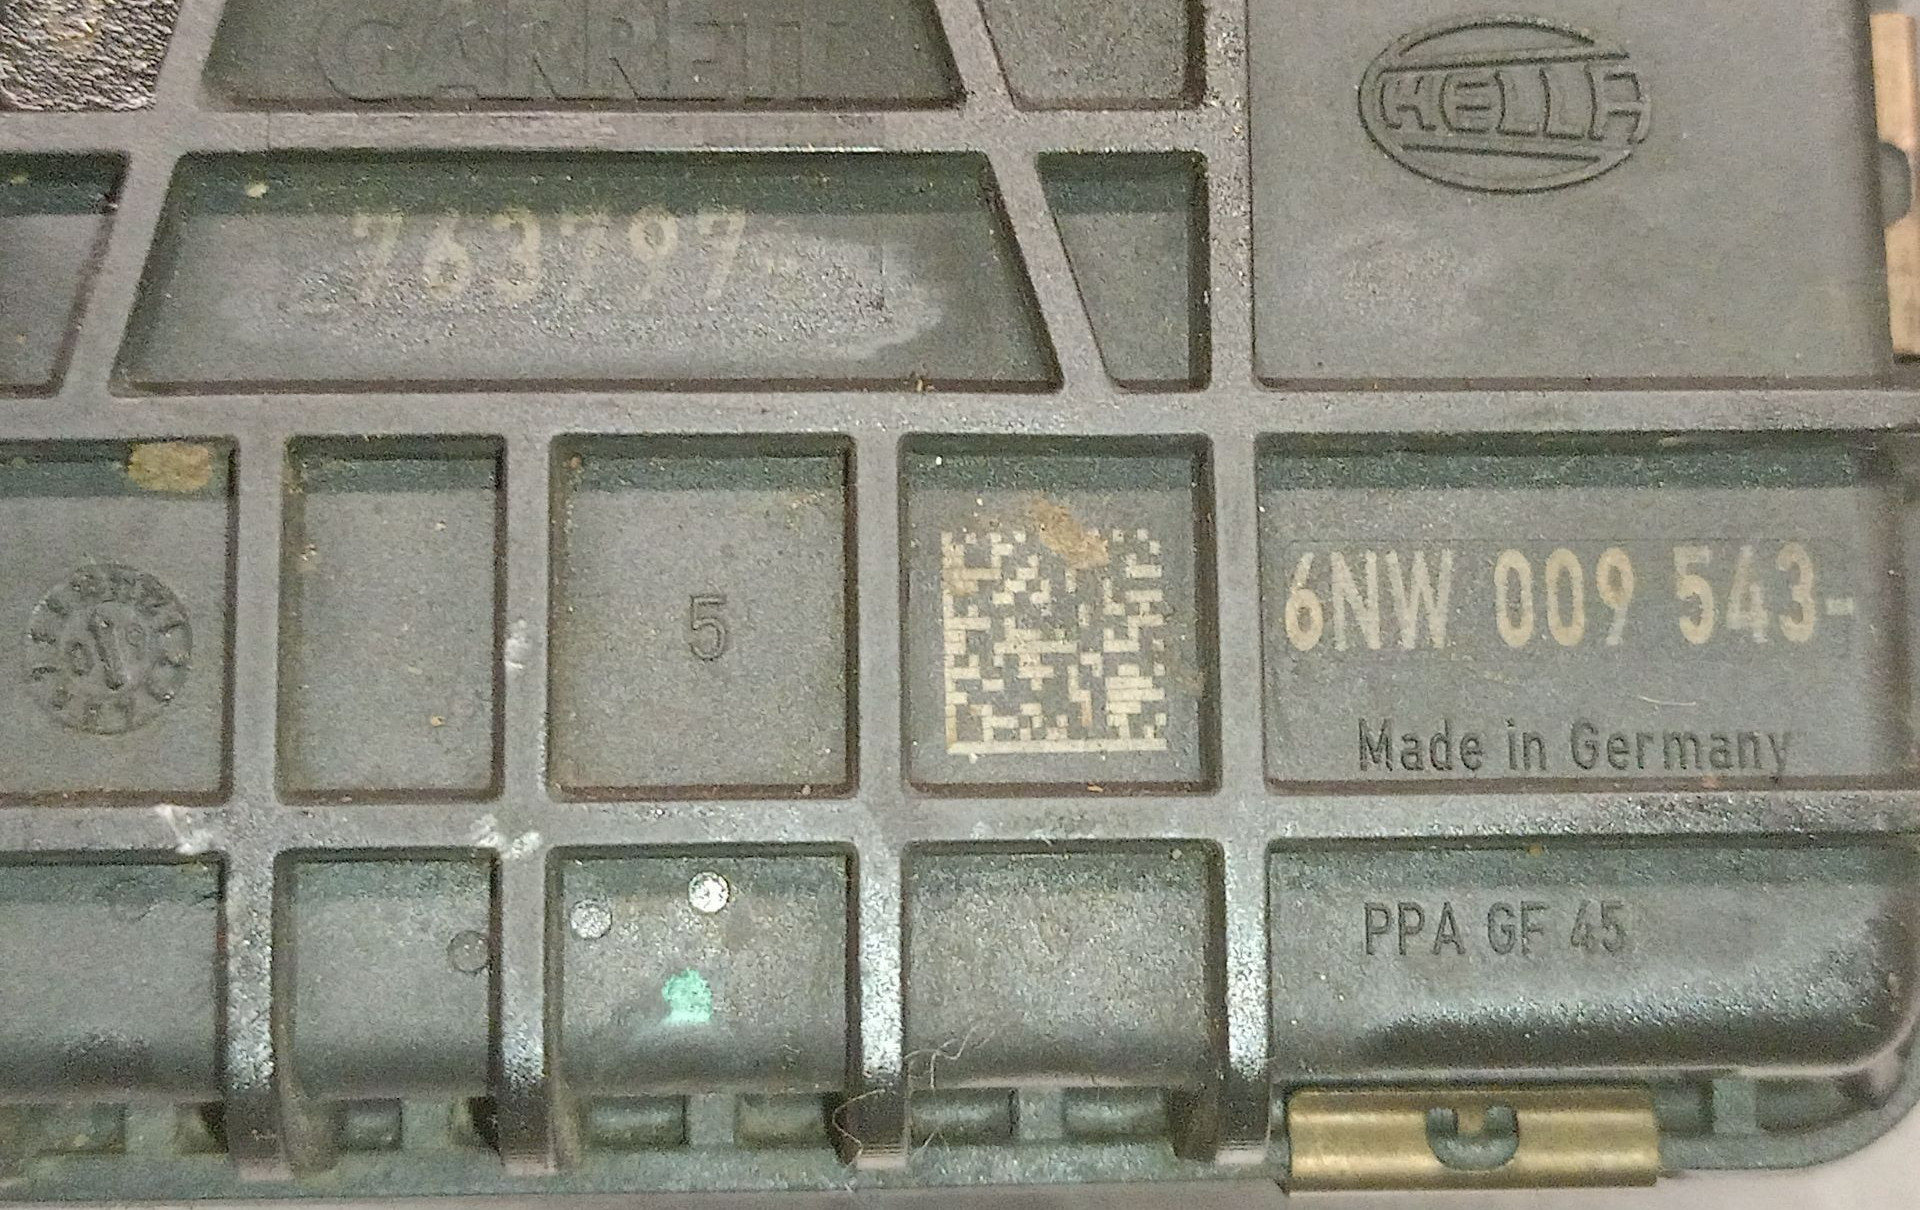 GARRETT
HELLA
763797-
5
6NW 009 543-
Made in Germany
PPA GF 45